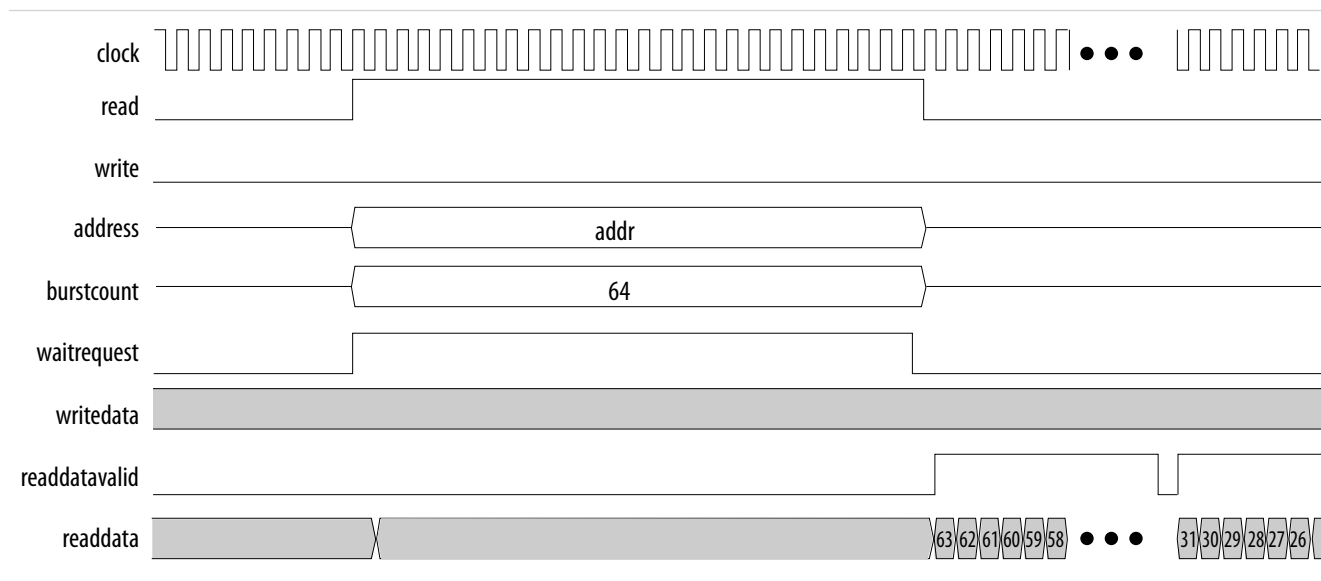 clock
read
write
address addr
burstcount 64
waitrequest
writedata
readdatavalid
readdata 63 62 61 60 59 58 31 30 29 28 27 26